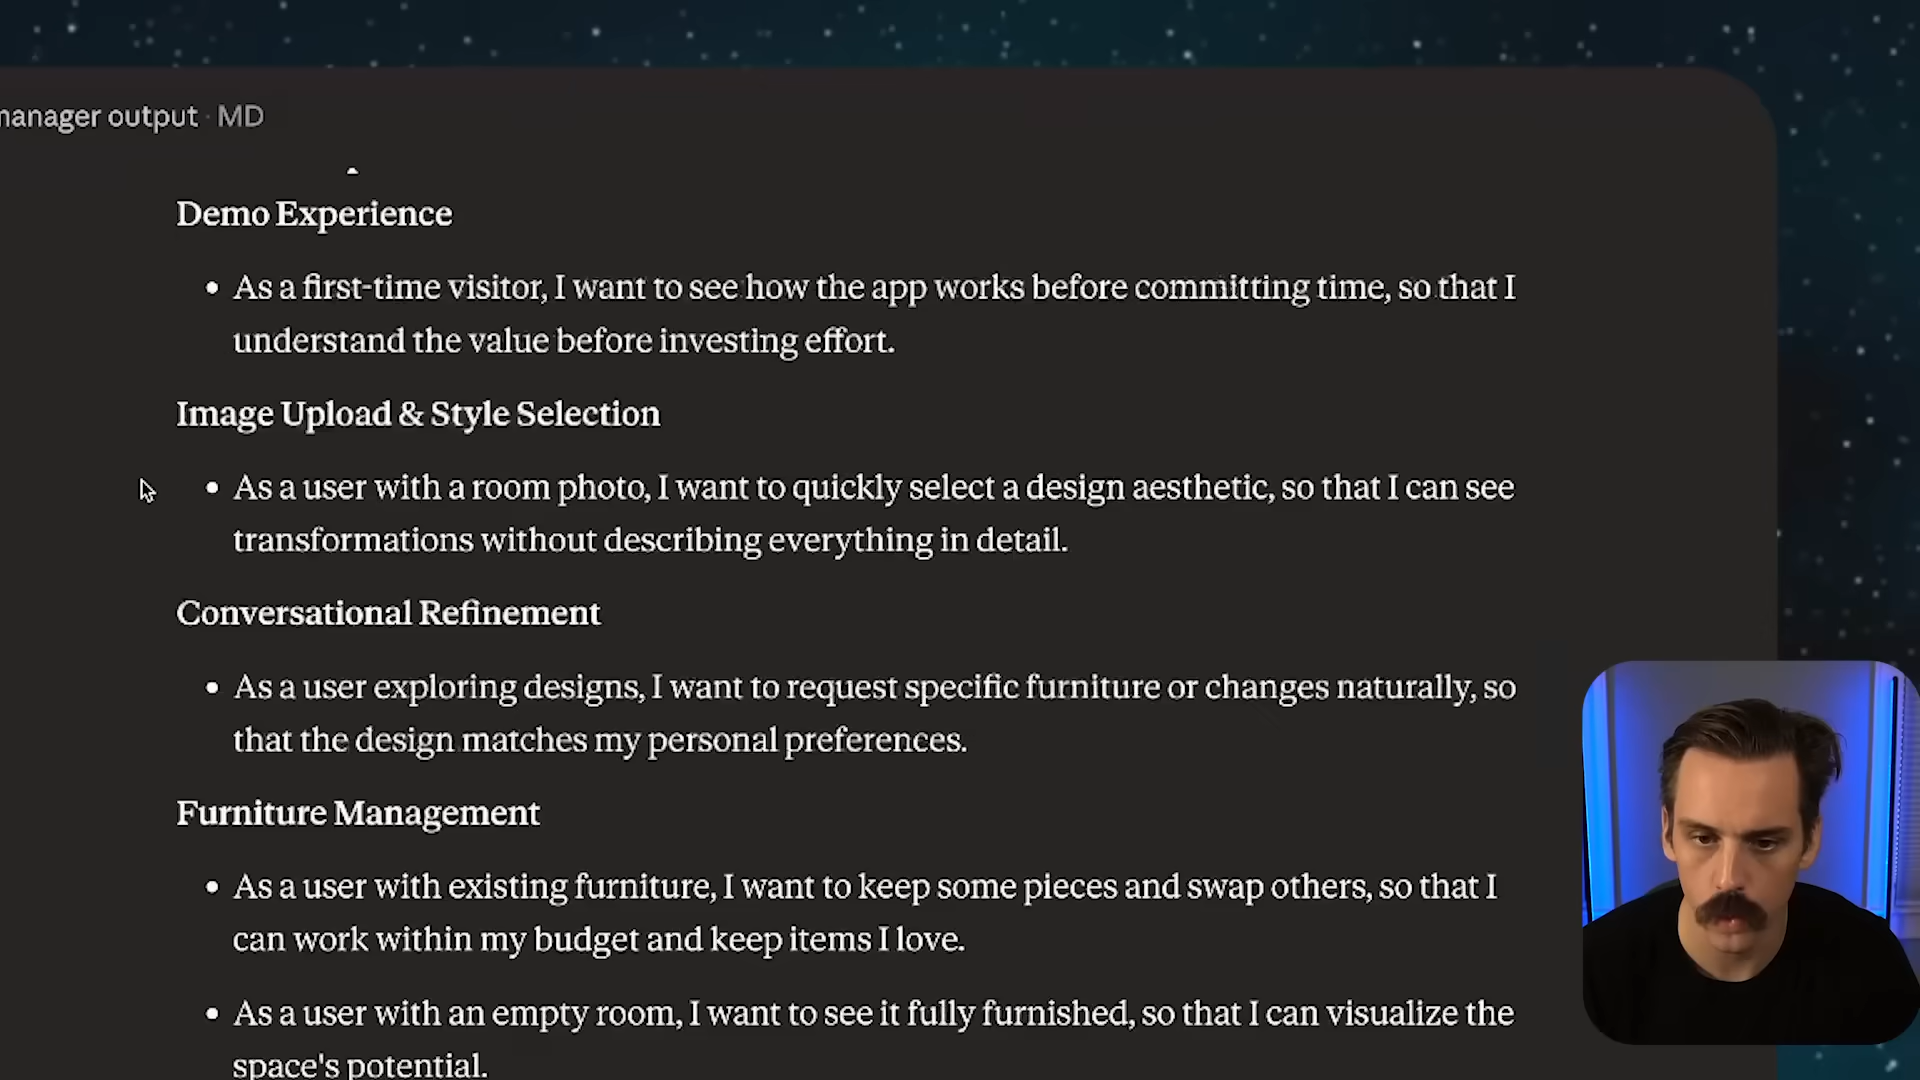 manager output · MD
Demo Experience
• As a first-time visitor, I want to see how the app works before committing time, so that I
understand the value before investing effort.
Image Upload & Style Selection
• As a user with a room photo, I want to quickly select a design aesthetic, so that I can see
transformations without describing everything in detail.
Conversational Refinement
• As a user exploring designs, I want to request specific furniture or changes naturally, so
that the design matches my personal preferences.
Furniture Management
• As a user with existing furniture, I want to keep some pieces and swap others, so that I
can work within my budget and keep items I love.
• As a user with an empty room, I want to see it fully furnished, so that I can visualize the
space's potential.